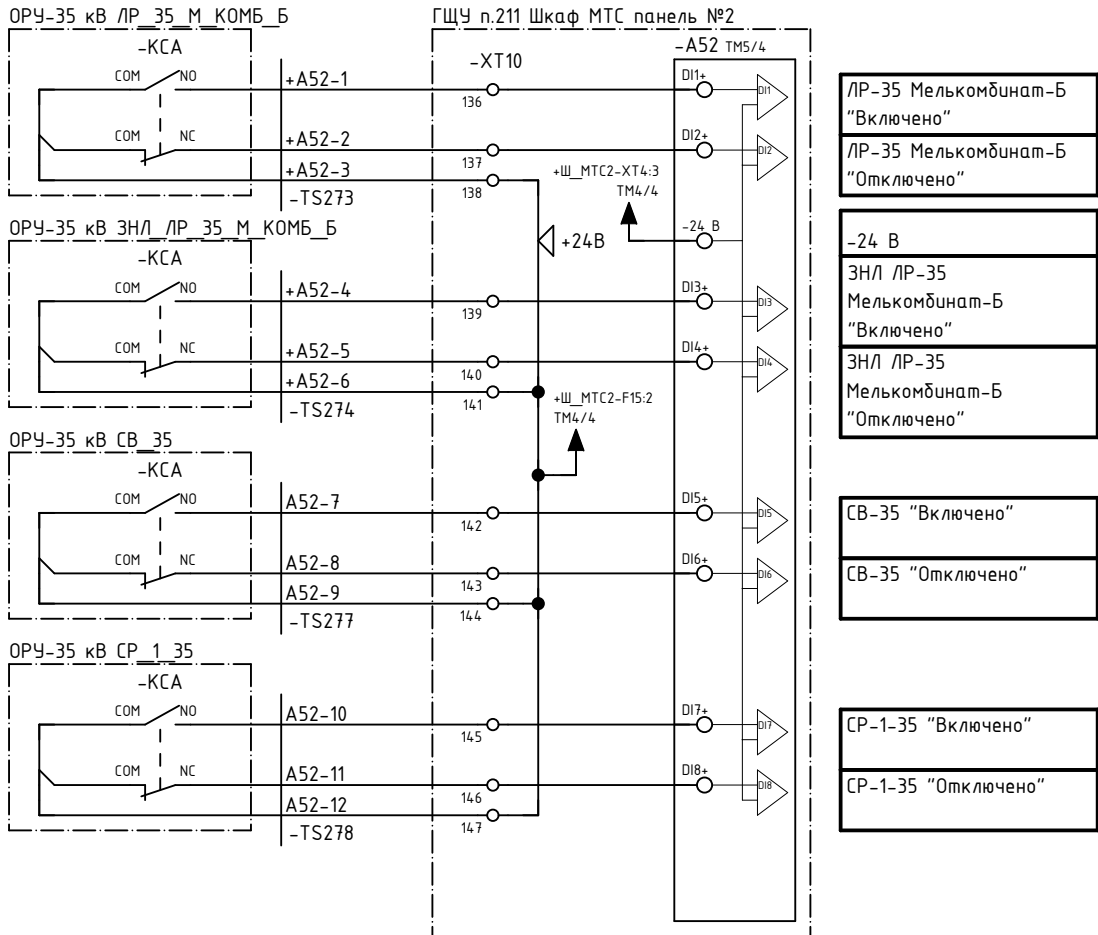 ОРУ-35 кВ ЛР_35_М_КОМБ_Б
ГЩУ п.211 Шкаф МТС панель №2
-КСА
-XT10
-A52 ТМ5/4
COM NO
+A52-1
136
DI1+
DI1
ЛР-35 Мелькомбинат-Б
"Включено"
COM NC
+A52-2
137
DI2+
DI2
ЛР-35 Мелькомбинат-Б
"Отключено"
+A52-3
138
-TS273
+Ш_МТС2-XT4:3
ТМ4/4
+24В
-24 В
-24 В
ОРУ-35 кВ ЗНЛ_ЛР_35_М_КОМБ_Б
-КСА
COM NO
+A52-4
139
DI3+
DI3
ЗНЛ ЛР-35
Мелькомбинат-Б
"Включено"
COM NC
+A52-5
140
DI4+
DI4
ЗНЛ ЛР-35
Мелькомбинат-Б
"Отключено"
+A52-6
141
-TS274
+Ш_МТС2-F15:2
ТМ4/4
ОРУ-35 кВ СВ_35
-КСА
COM NO
A52-7
142
DI5+
DI5
СВ-35 "Включено"
COM NC
A52-8
143
DI6+
DI6
СВ-35 "Отключено"
A52-9
144
-TS277
ОРУ-35 кВ СР_1_35
-КСА
COM NO
A52-10
145
DI7+
DI7
СР-1-35 "Включено"
COM NC
A52-11
146
DI8+
DI8
СР-1-35 "Отключено"
A52-12
147
-TS278